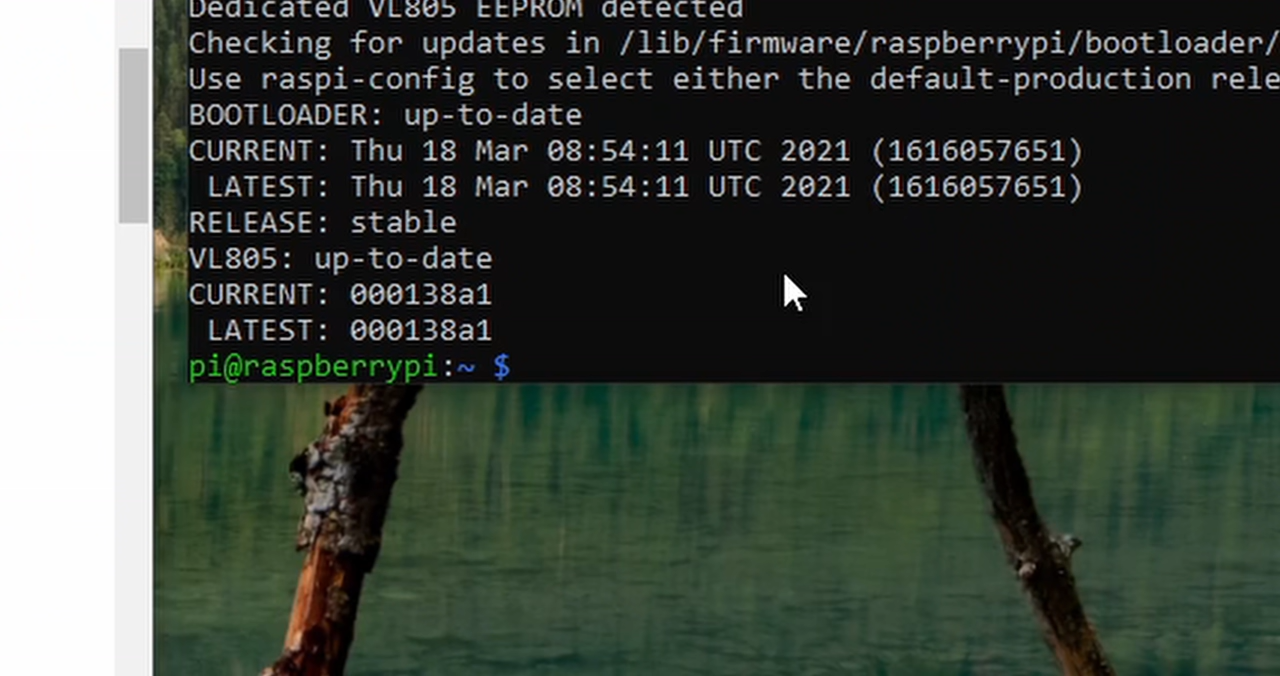 Dedicated VL805 EEPROM detected
Checking for updates in /lib/firmware/raspberrypi/bootloader/
Use raspi-config to select either the default-production rele
BOOTLOADER: up-to-date
CURRENT: Thu 18 Mar 08:54:11 UTC 2021 (1616057651)
LATEST: Thu 18 Mar 08:54:11 UTC 2021 (1616057651)
RELEASE: stable
VL805: up-to-date
CURRENT: 000138a1
LATEST: 000138a1
pi@raspberrypi:~ $